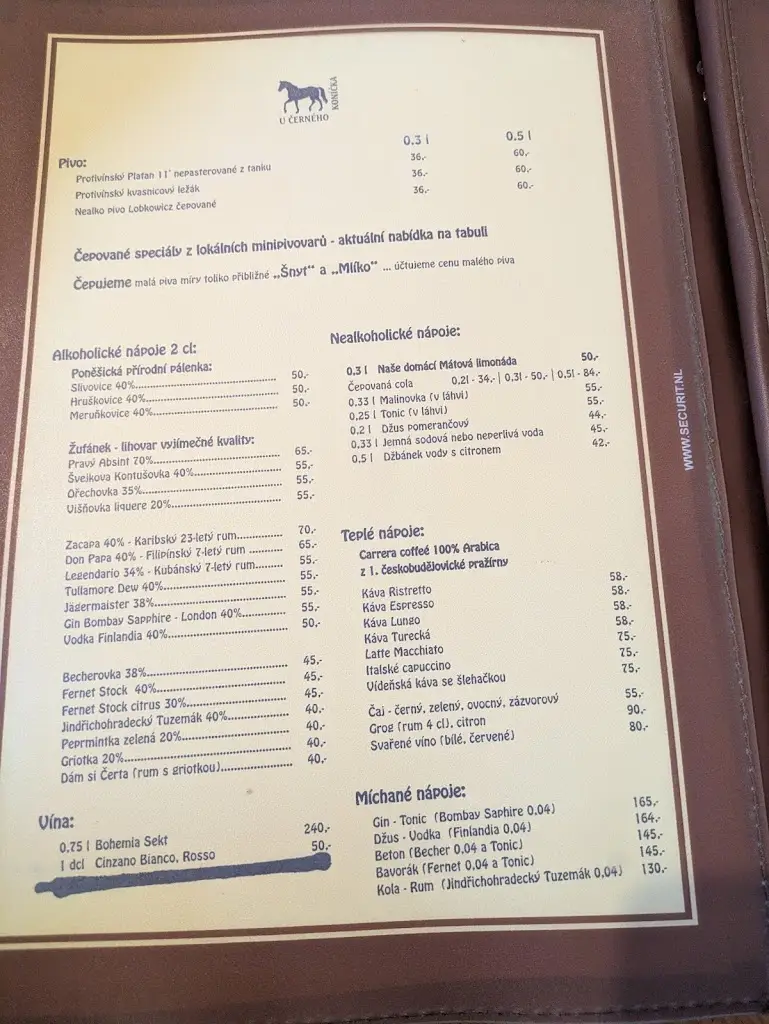 U ČERNÉHO
KONÍČKA
Pivo: 0.3 l 0.5 l
Protivínský Platan 11° nepasterované z tanku 36,- 60,-
Protivínský kvasnicový ležák 36,- 60,-
Nealko pivo Lobkowicz čepované 36,- 60,-
Čepované speciály z lokálních minipivovarů - aktuální nabídka na tabuli
Čepujeme malá piva míry toliko přibližné „Šnyt“ a „Mlíko“ ... účtujeme cenu malého piva
Alkoholické nápoje 2 cl:
Poněšická přírodní pálenka:
Slivovice 40%.......... 50,-
Hruškovice 40%.......... 50,-
Meruňkovice 40%.......... 50,-
Žufánek - lihovar vyjímečné kvality:
Pravý Absint 70%.......... 65,-
Švejkova Kontušovka 40%.......... 55,-
Ořechovka 35%.......... 55,-
Višňovka liquere 20%.......... 55,-
Zacapa 40% - Karibský 23-letý rum.......... 70,-
Don Papa 40% - Filipínský 7-letý rum .......... 65,-
Legendario 34% - Kubánský 7-letý rum.......... 55,-
Tullamore Dew 40%.......... 55,-
Jägermaister 38%.......... 55,-
Gin Bombay Sapphire - London 40%.......... 55,-
Vodka Finlandia 40%.......... 50,-
Becherovka 38%.......... 45,-
Fernet Stock 40%.......... 45,-
Fernet Stock citrus 30%.......... 45,-
Jindřichohradecký Tuzemák 40%.......... 40,-
Peprmintka zelená 20%.......... 40,-
Griotka 20%.......... 40,-
Dám si Čerta (rum s griotkou).......... 40,-
Vína:
0.75 l Bohemia Sekt 240,-
1 dcl Cinzano Bianco, Rosso 50,-
Nealkoholické nápoje:
0,3 l Naše domácí Mátová limonáda 50,-
Čepovaná cola 0,2l - 34,- | 0,3l - 50,- | 0,5l - 84,-
0.33 l Malinovka (v láhvi) 55,-
0,25 l Tonic (v láhvi) 55,-
0.2 l Džus pomerančový 44,-
0,33 l Jemná sodová nebo neperlivá voda 45,-
0.5 l Džbánek vody s citronem 42,-
Teplé nápoje:
Carrera coffeé 100% Arabica
z 1. českobudějovické pražírny
Káva Ristretto 58,-
Káva Espresso 58,-
Káva Lungo 58,-
Káva Turecká 58,-
Latte Macchiato 75,-
Italské capuccino 75,-
Vídeňská káva se šlehačkou 75,-
Čaj - černý, zelený, ovocný, zázvorový 55,-
Grog (rum 4 cl), citron 90,-
Svařené víno (bílé, červené) 80,-
Míchané nápoje:
Gin - Tonic (Bombay Saphire 0,04) 165,-
Džus - Vodka (Finlandia 0,04) 164,-
Beton (Becher 0,04 a Tonic) 145,-
Bavorák (Fernet 0,04 a Tonic) 145,-
Kola - Rum (Jindřichohradecký Tuzemák 0,04) 130,-
WWW.SECURIT.NL